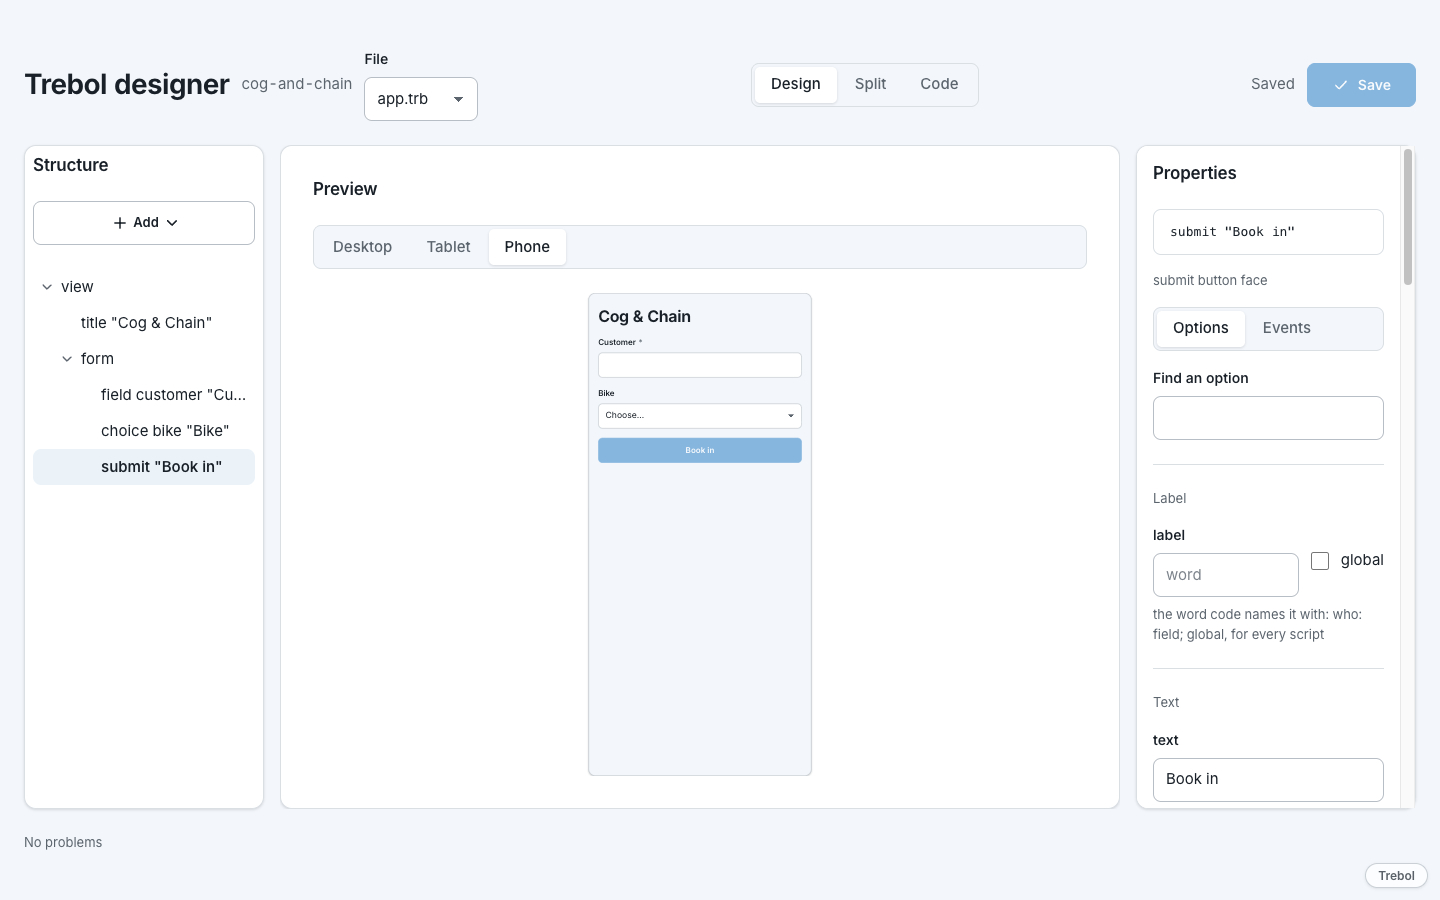 Trebol designer
cog-and-chain
File
app.trb
Design Split Code
Saved
Save
Structure
Add
view
title "Cog & Chain"
form
field customer "Cu...
choice bike "Bike"
submit "Book in"
Preview
Desktop Tablet Phone
Cog & Chain
Customer *
Bike
Choose...
Book in
Properties
submit "Book in"
submit button face
Options Events
Find an option
Label
label
word
global
the word code names it with: who:
field; global, for every script
Text
text
Book in
No problems
Trebol